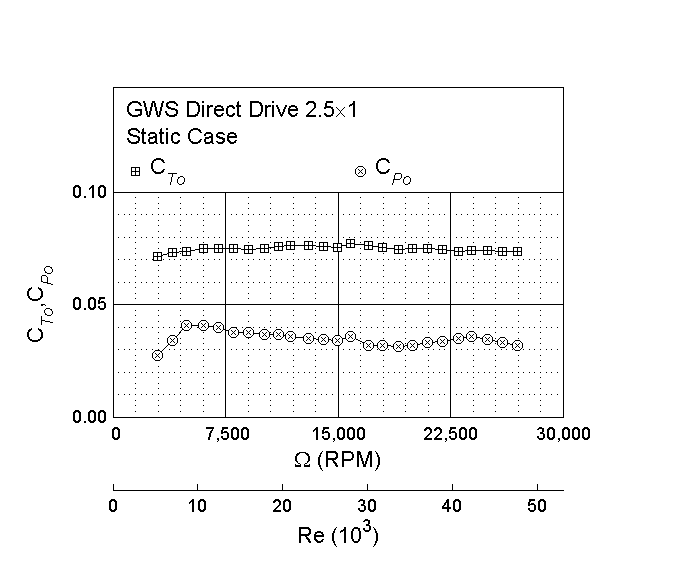 GWS Direct Drive 2.5×1
Static Case
C_To C_Po
0.10
0.05
0.00
C_To,C_Po
0 7,500 15,000 22,500 30,000
Ω (RPM)
0 10 20 30 40 50
Re (10^3)